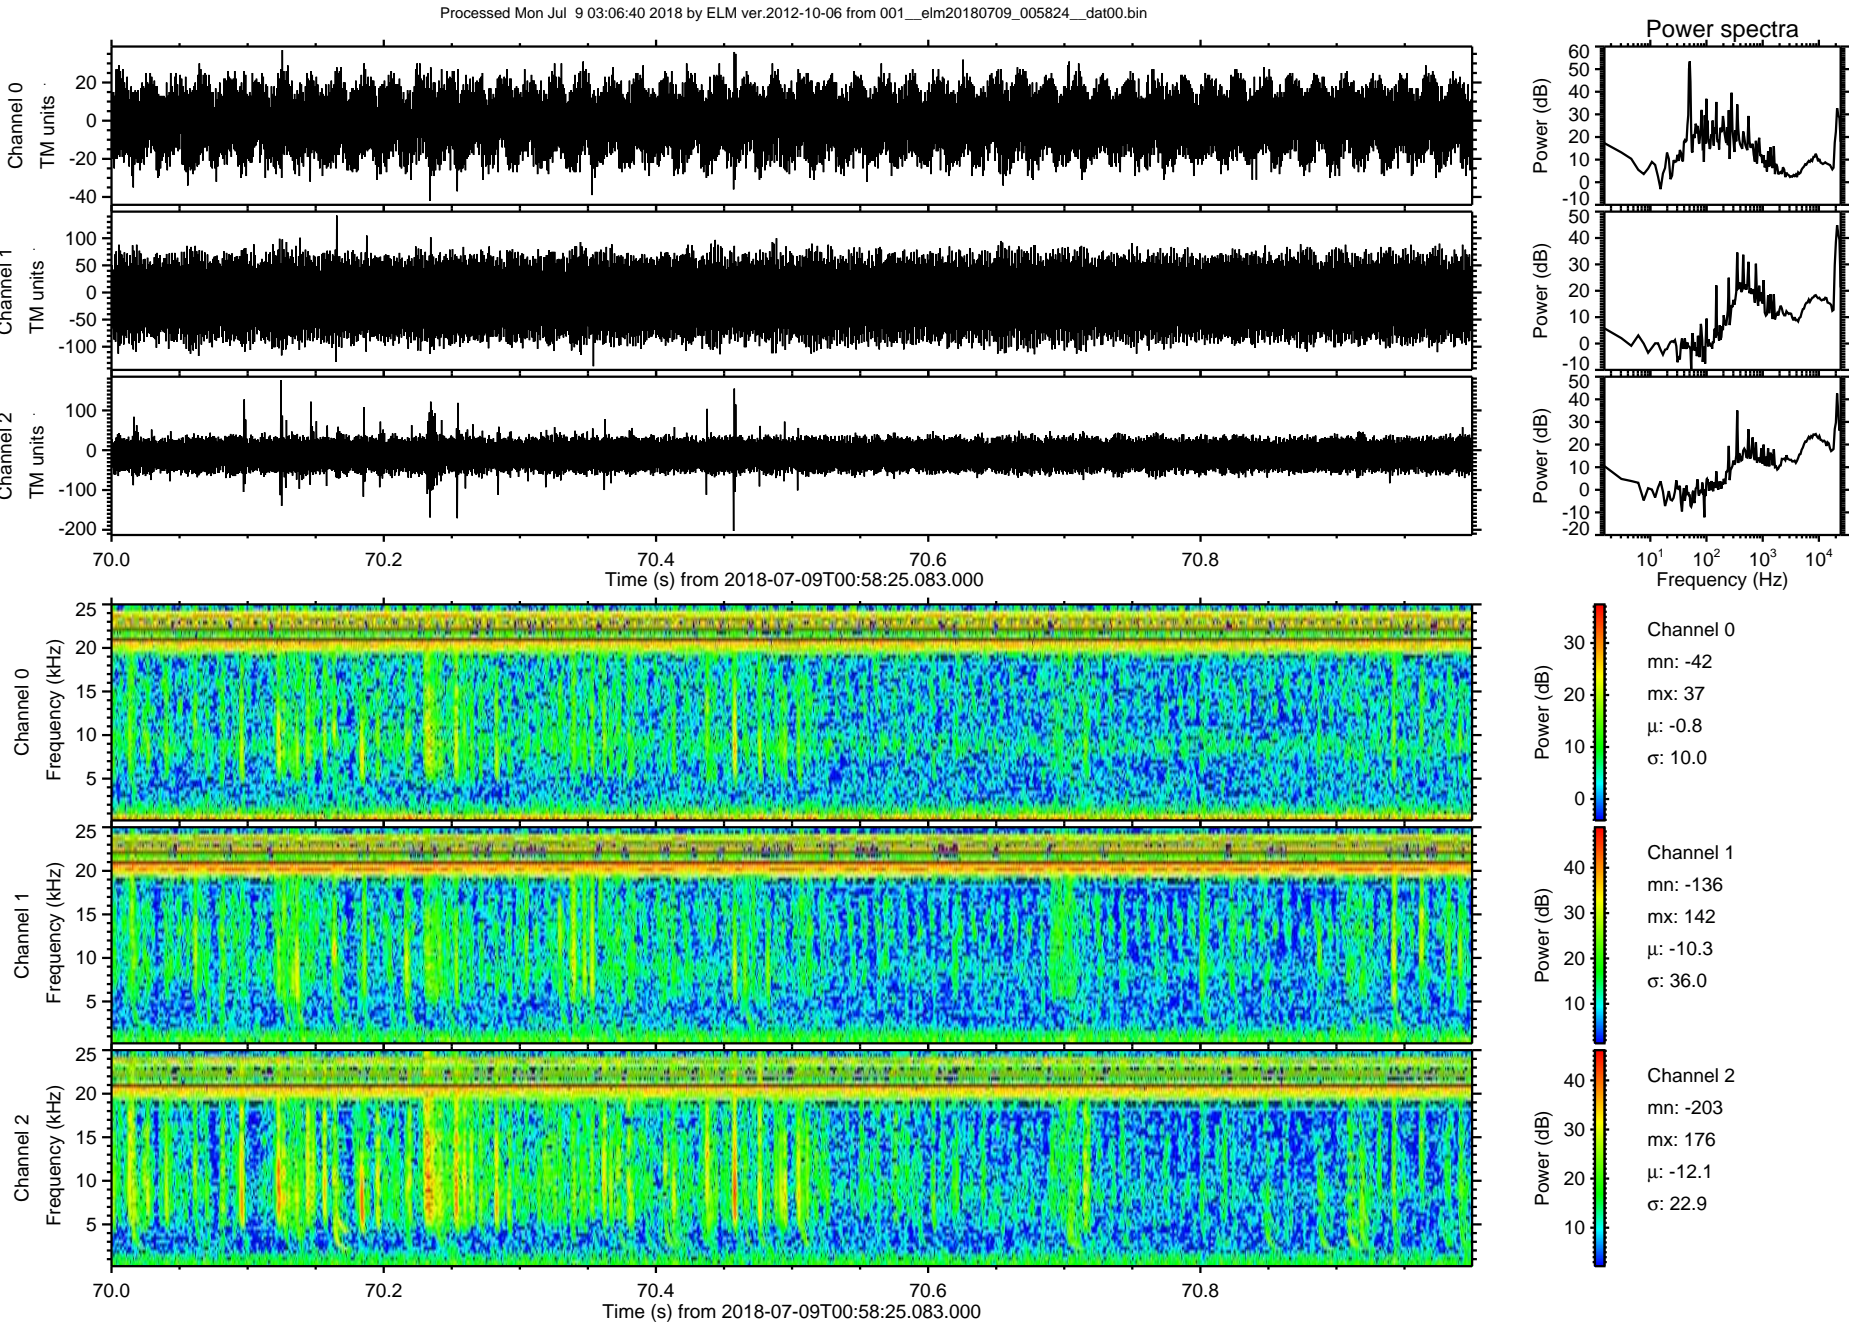 Processed Mon Jul  9 03:06:40 2018 by ELM ver.2012-10-06 from 001__elm20180709_005824__dat00.bin
Power spectra
Channel 0
TM units
20
0
-20
-40
Power (dB)
60
50
40
30
20
10
0
-10
Channel 1
TM units
100
50
0
-50
-100
Power (dB)
50
40
30
20
10
0
-10
Channel 2
TM units
100
0
-100
-200
Power (dB)
50
40
30
20
10
0
-10
-20
70.0 70.2 70.4 70.6 70.8
Time (s) from 2018-07-09T00:58:25.083.000
10¹ 10² 10³ 10⁴
Frequency (Hz)
Channel 0
Frequency (kHz)
25
20
15
10
5
Power (dB)
30
20
10
0
Channel 0
mn: -42
mx: 37
μ: -0.8
σ: 10.0
Channel 1
Frequency (kHz)
25
20
15
10
5
Power (dB)
40
30
20
10
Channel 1
mn: -136
mx: 142
μ: -10.3
σ: 36.0
Channel 2
Frequency (kHz)
25
20
15
10
5
Power (dB)
40
30
20
10
Channel 2
mn: -203
mx: 176
μ: -12.1
σ: 22.9
70.0 70.2 70.4 70.6 70.8
Time (s) from 2018-07-09T00:58:25.083.000